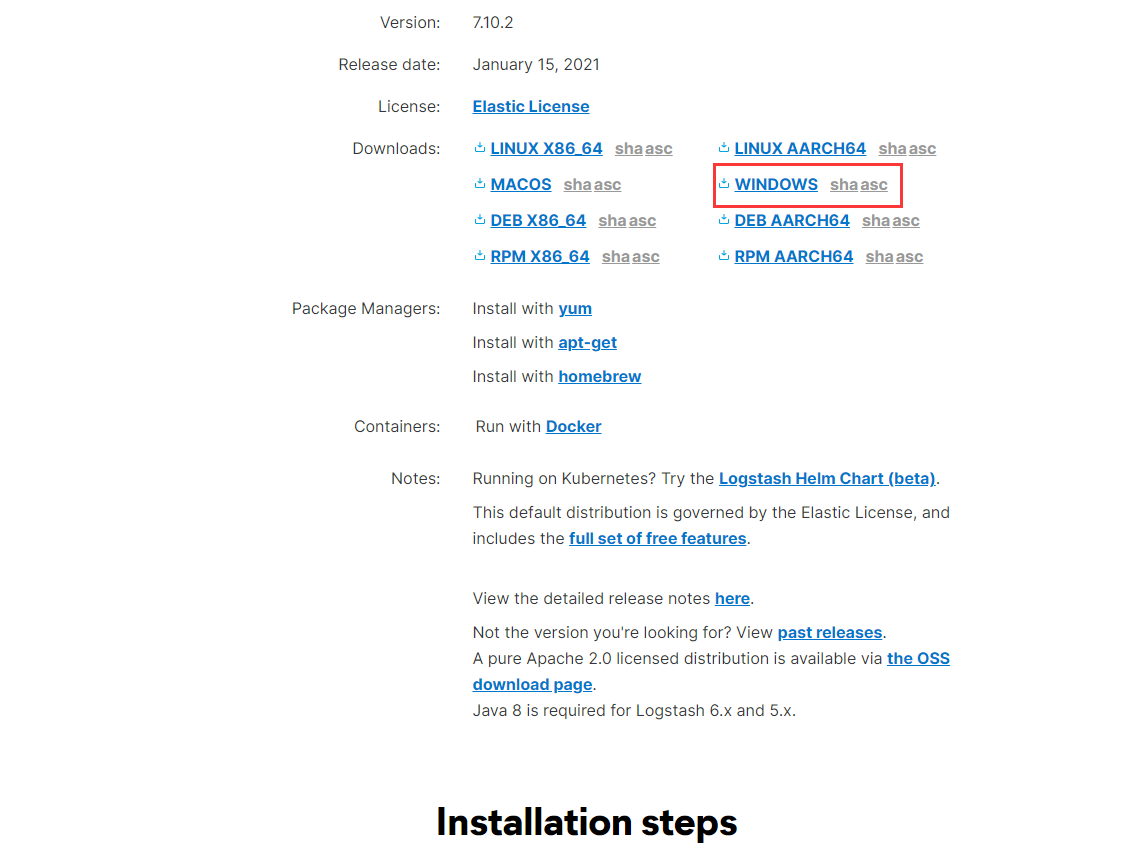 Version: 7.10.2
Release date: January 15, 2021
License: Elastic License
Downloads: LINUX X86_64 sha asc LINUX AARCH64 sha asc
MACOS sha asc WINDOWS sha asc
DEB X86_64 sha asc DEB AARCH64 sha asc
RPM X86_64 sha asc RPM AARCH64 sha asc
Package Managers: Install with yum
Install with apt-get
Install with homebrew
Containers: Run with Docker
Notes: Running on Kubernetes? Try the Logstash Helm Chart (beta).
This default distribution is governed by the Elastic License, and
includes the full set of free features.
View the detailed release notes here.
Not the version you're looking for? View past releases.
A pure Apache 2.0 licensed distribution is available via the OSS
download page.
Java 8 is required for Logstash 6.x and 5.x.
Installation steps